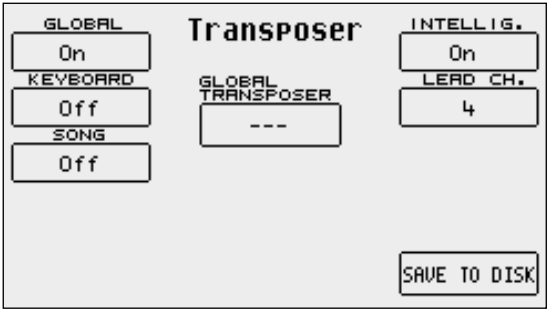 Transposer
GLOBAL
On
KEYBOARD
Off
SONG
Off
GLOBAL
TRANSPOSER
---
INTELLIG.
On
LEAD CH.
4
SAVE TO DISK